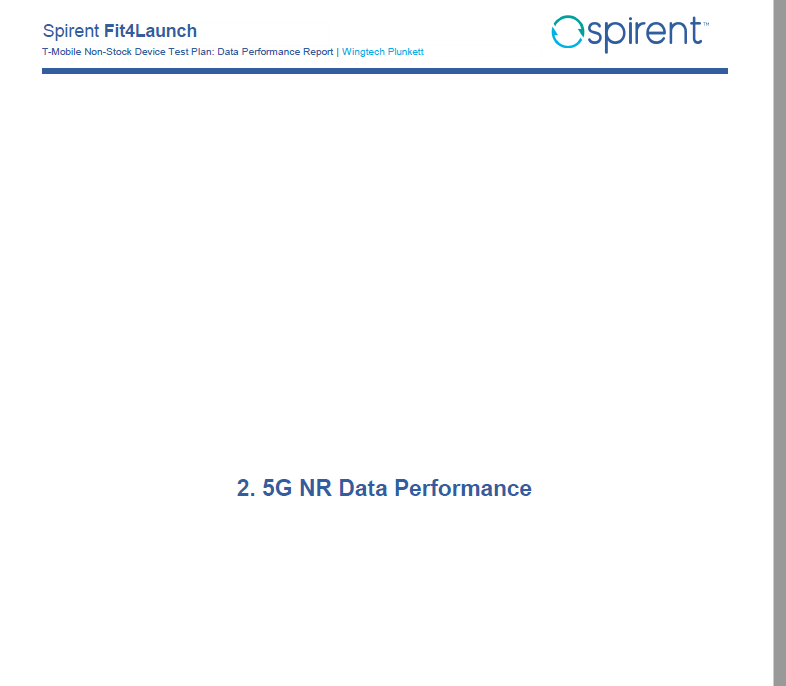 Spirent Fit4Launch
T-Mobile Non-Stock Device Test Plan: Data Performance Report | Wingtech Plunkett
spirent™
2. 5G NR Data Performance